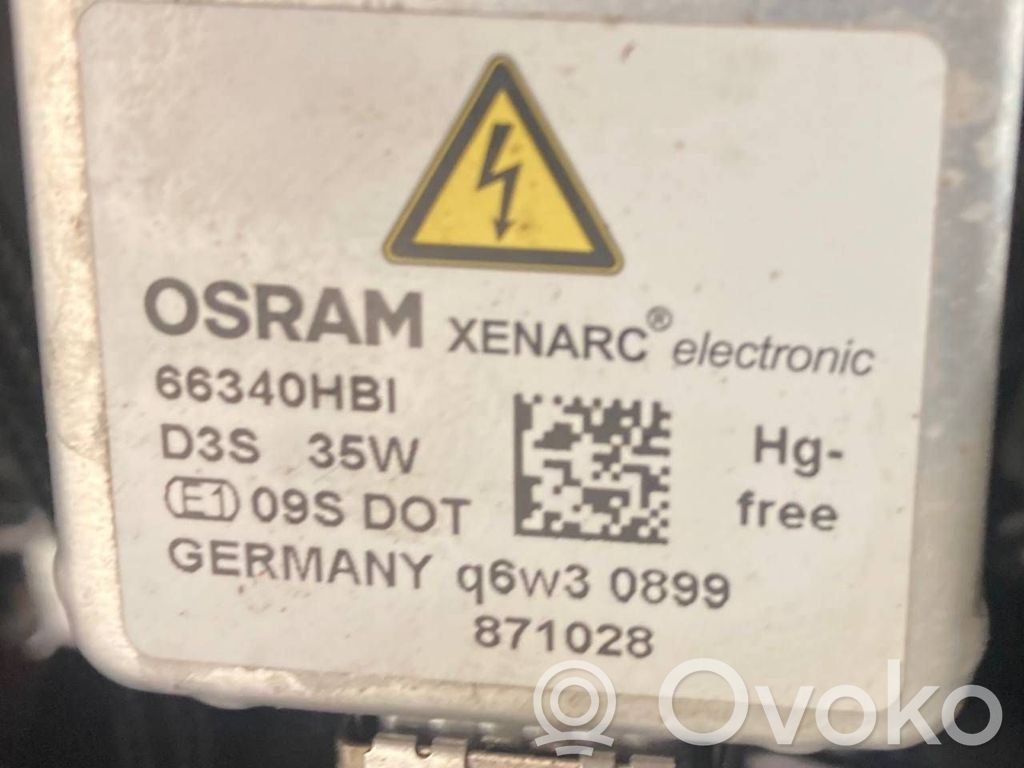 OSRAM XENARC® electronic
66340HBI
D3S 35W
Hg-
free
E1 09S DOT
GERMANY q6w3 0899
871028
Ovoko